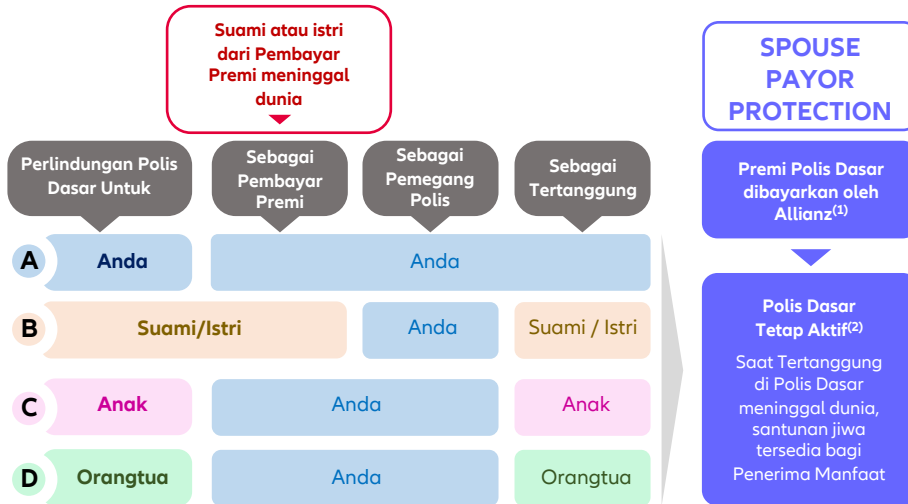 Suami atau istri
dari Pembayar
Premi meninggal
dunia
SPOUSE
PAYOR
PROTECTION
Perlindungan Polis
Dasar Untuk
Sebagai
Pembayar
Premi
Sebagai
Pemegang
Polis
Sebagai
Tertanggung
Premi Polis Dasar
dibayarkan oleh
Allianz(1)
A Anda Anda
B Suami/Istri Anda Suami / Istri
C Anak Anda Anak
D Orangtua Anda Orangtua
Polis Dasar
Tetap Aktif(2)
Saat Tertanggung
di Polis Dasar
meninggal dunia,
santunan jiwa
tersedia bagi
Penerima Manfaat